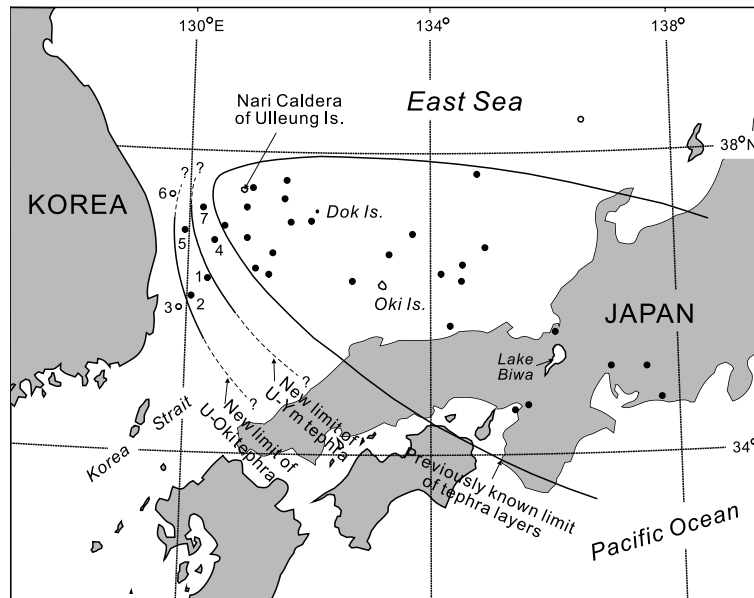 130°E
134°
138°
East Sea
Nari Caldera
of Ulleung Is.
38°N
?
?
6
KOREA
7
Dok Is.
5
4
1
2
3
Oki Is.
JAPAN
Lake
Biwa
?
?
New limit of
U-Ym tephra
New limit of
U-Oki tephra
Korea Strait
Previously known limit
of tephra layers
34°
Pacific Ocean